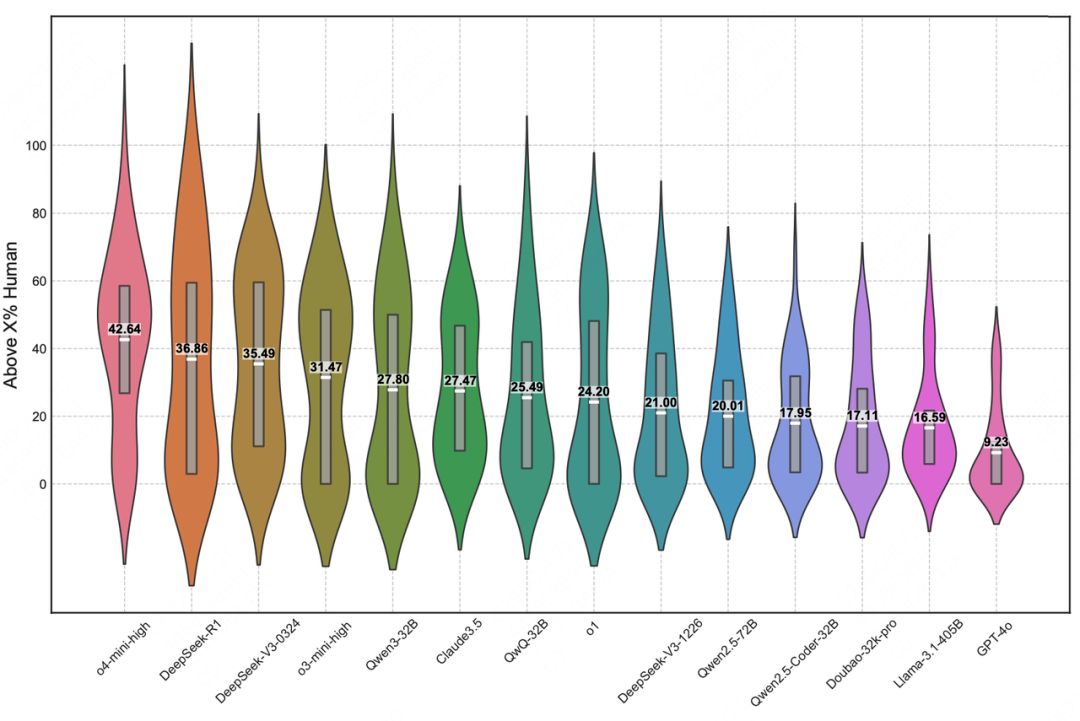 Above X% Human
100
80
60
40
20
0
42.64
36.86
35.49
31.47
27.80
27.47
25.49
24.20
21.00
20.01
17.95
17.11
16.59
9.23
o4-mini-high
DeepSeek-R1
DeepSeek-V3-0324
o3-mini-high
Qwen3-32B
Claude3.5
QwQ-32B
o1
DeepSeek-V3-1226
Qwen2.5-72B
Qwen2.5-Coder-32B
Doubao-32k-pro
Llama-3.1-405B
GPT-4o